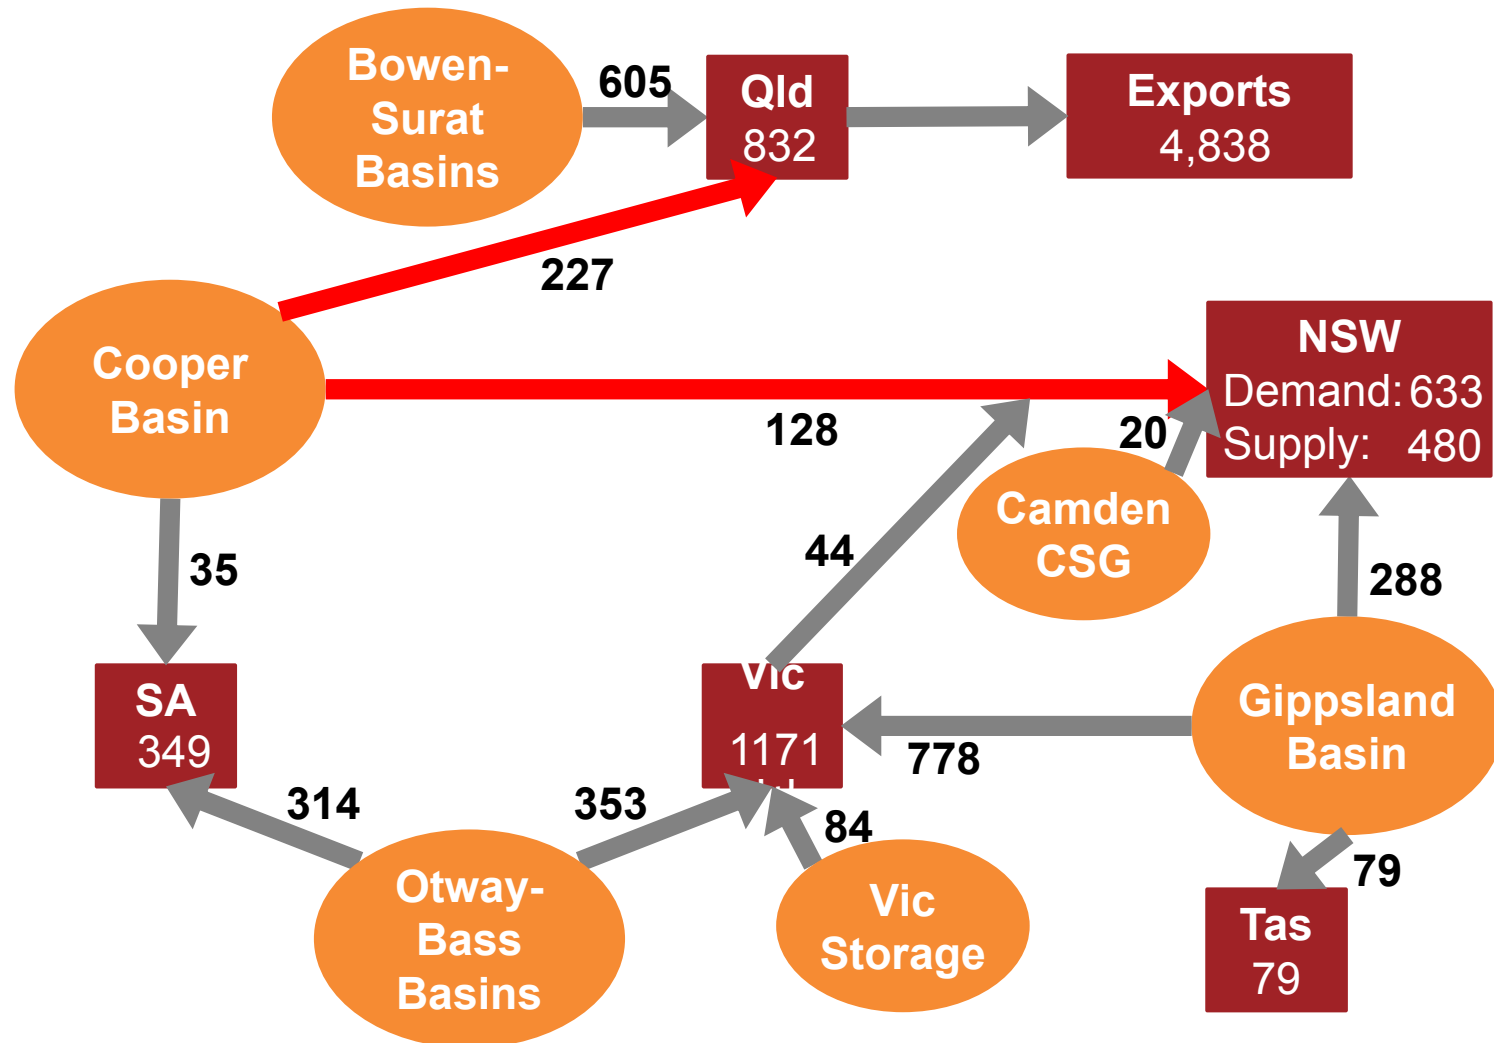 Bowen-
Surat
Basins
605
Qld
832
Exports
4,838
227
Cooper
Basin
128
NSW
Demand: 633
Supply: 480
20
Camden
CSG
44
35
288
SA
349
Vic
1171
778
Gippsland
Basin
314
353
84
79
Otway-
Bass
Basins
Vic
Storage
Tas
79